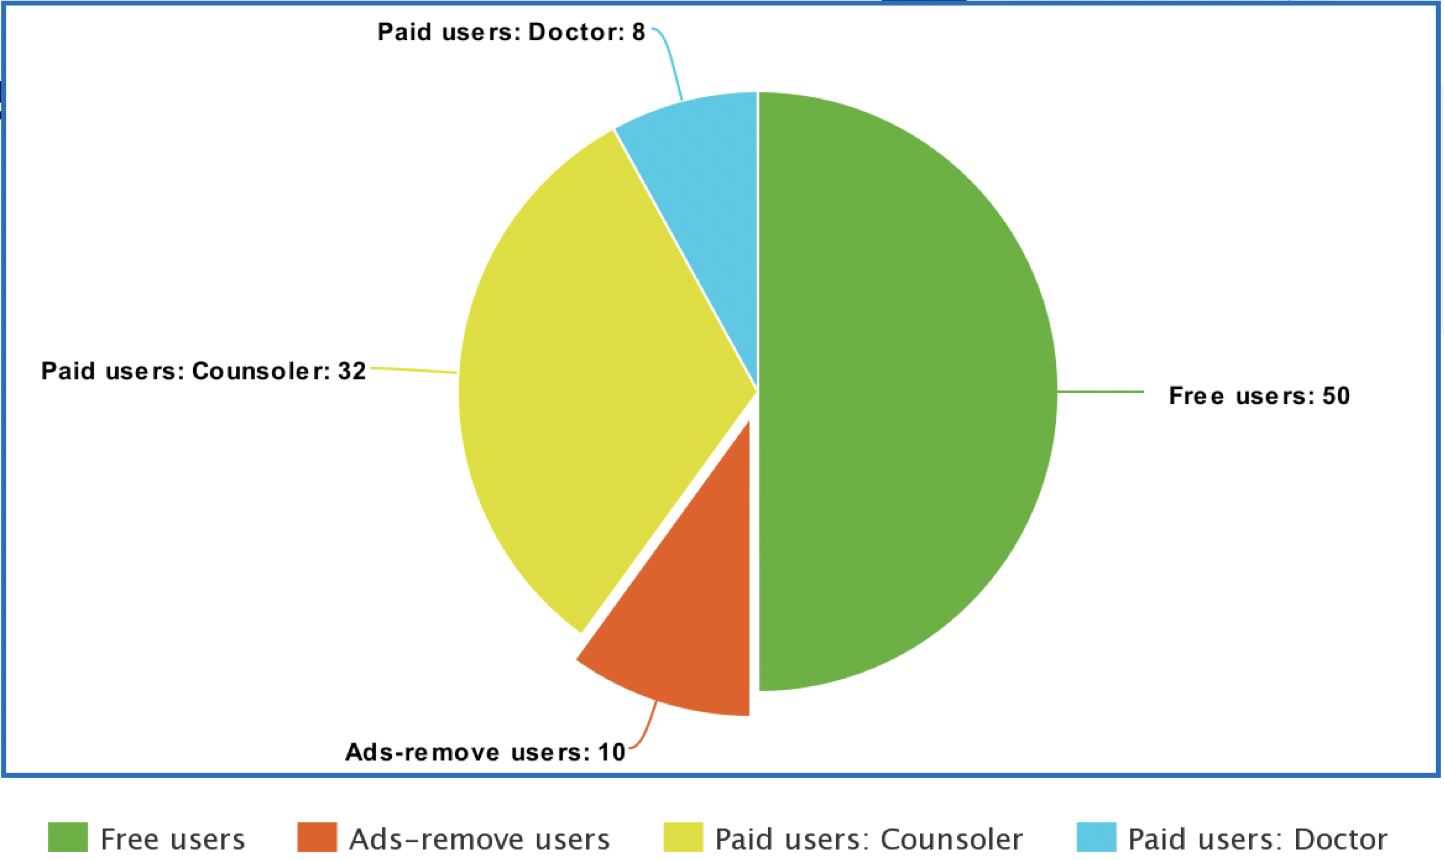 Paid users: Doctor: 8
Paid users: Counsoler: 32
Free users: 50
Ads-remove users: 10
Free users
Ads-remove users
Paid users: Counsoler
Paid users: Doctor